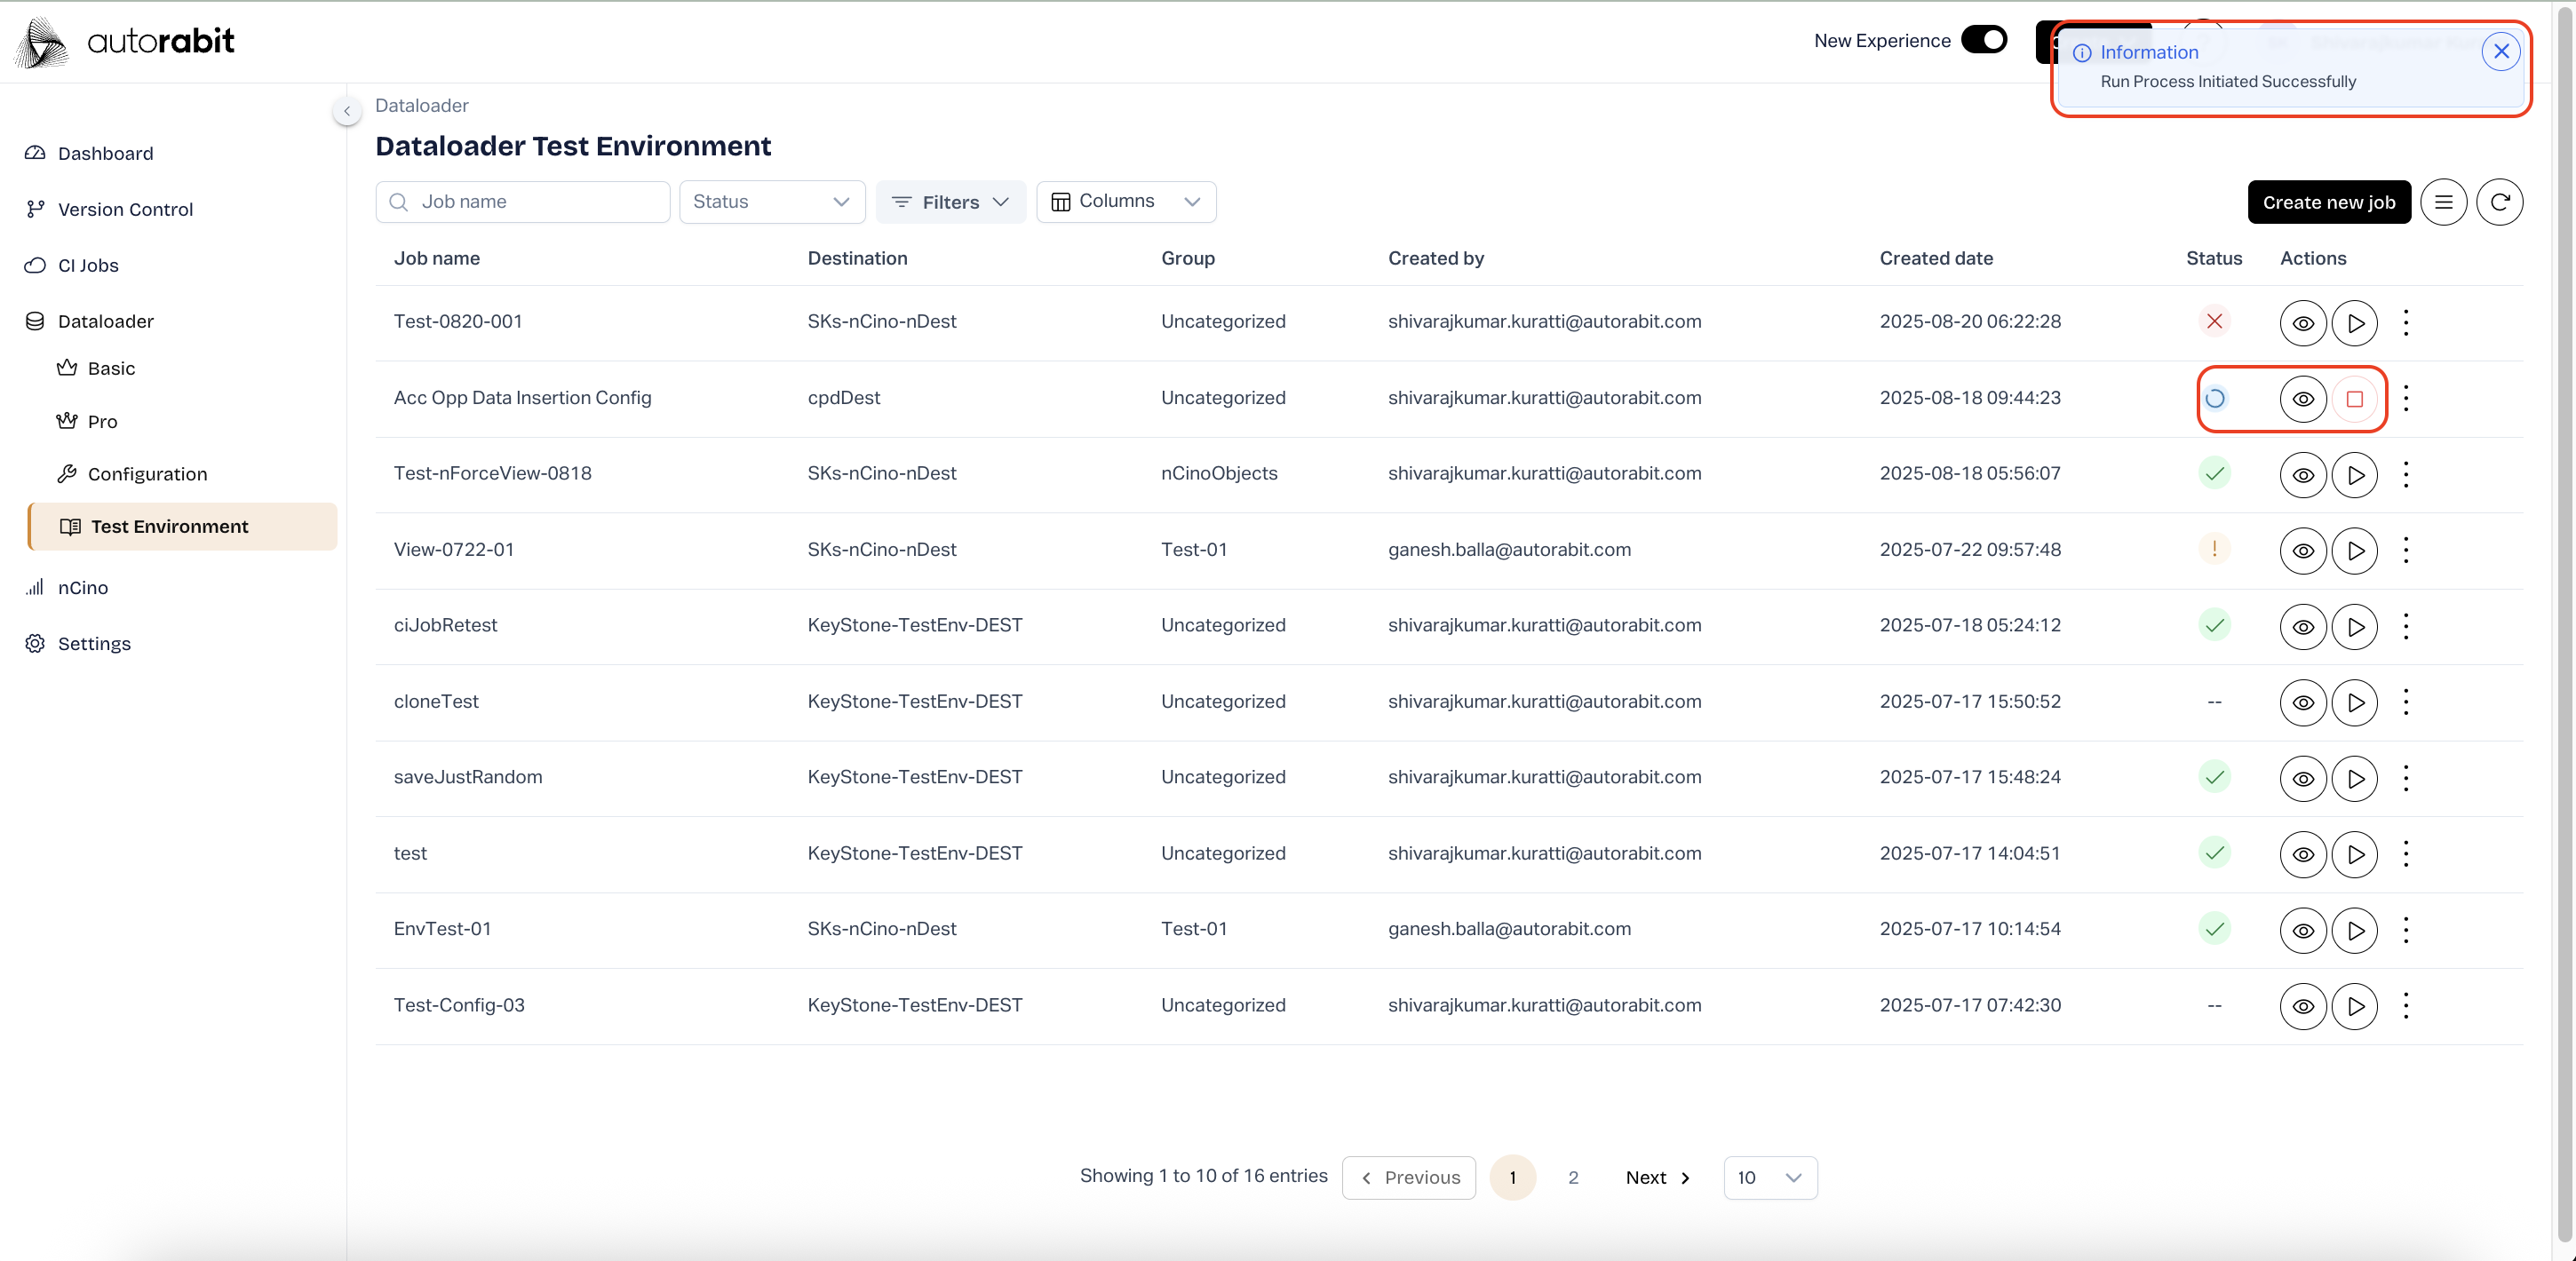 autorabit
New Experience
Information
Run Process Initiated Successfully
Dashboard
Version Control
CI Jobs
Dataloader
Basic
Pro
Configuration
Test Environment
nCino
Settings
Dataloader
Dataloader Test Environment
Job name Status Filters Columns Create new job
Job name Destination Group Created by Created date Status Actions
Test-0820-001 SKs-nCino-nDest Uncategorized shivarajkumar.kuratti@autorabit.com 2025-08-20 06:22:28
Acc Opp Data Insertion Config cpdDest Uncategorized shivarajkumar.kuratti@autorabit.com 2025-08-18 09:44:23
Test-nForceView-0818 SKs-nCino-nDest nCinoObjects shivarajkumar.kuratti@autorabit.com 2025-08-18 05:56:07
View-0722-01 SKs-nCino-nDest Test-01 ganesh.balla@autorabit.com 2025-07-22 09:57:48
ciJobRetest KeyStone-TestEnv-DEST Uncategorized shivarajkumar.kuratti@autorabit.com 2025-07-18 05:24:12
cloneTest KeyStone-TestEnv-DEST Uncategorized shivarajkumar.kuratti@autorabit.com 2025-07-17 15:50:52 --
saveJustRandom KeyStone-TestEnv-DEST Uncategorized shivarajkumar.kuratti@autorabit.com 2025-07-17 15:48:24
test KeyStone-TestEnv-DEST Uncategorized shivarajkumar.kuratti@autorabit.com 2025-07-17 14:04:51
EnvTest-01 SKs-nCino-nDest Test-01 ganesh.balla@autorabit.com 2025-07-17 10:14:54
Test-Config-03 KeyStone-TestEnv-DEST Uncategorized shivarajkumar.kuratti@autorabit.com 2025-07-17 07:42:30 --
Showing 1 to 10 of 16 entries Previous 1 2 Next 10